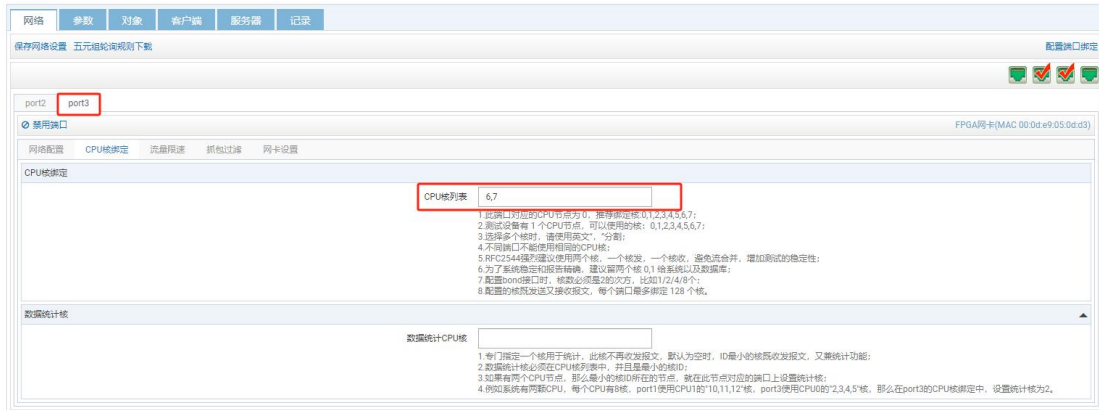 网络 参数 对象 客户端 服务器 记录
保存网络设置 五元组轮询规则下载 配置端口绑定
port2 port3
禁用端口 FPGA网卡(MAC 00:0d:e9:05:0d:d3)
网络配置 CPU核绑定 流量限速 抓包过滤 网卡设置
CPU核绑定
CPU核列表 6,7
1.此端口对应的CPU节点为 0，推荐绑定核:0,1,2,3,4,5,6,7;
2.测试设备有 1 个CPU节点，可以使用的核：0,1,2,3,4,5,6,7;
3.选择多个核时，请使用英文“，”分割;
4.不同端口不能使用相同的CPU核;
5.RFC2544强烈建议使用两个核，一个核发，一个核收，避免流合并，增加测试的稳定性;
6.为了系统稳定和报告精确，建议留两个核 0,1 给系统以及数据库;
7.配置bond接口时，核数必须是2的次方，比如1/2/4/8个;
8.配置的核既发送又接收报文，每个端口最多绑定 128 个核。
数据统计核
数据统计CPU核
1.专门指定一个核用于统计，此核不再收发报文，默认为空时，ID最小的核既收发报文，又兼统计功能;
2.数据统计核必须在CPU核列表中，并且是最小的核ID;
3.如果有两个CPU节点，那么最小的核ID所在的节点，就在此节点对应的端口上设置统计核;
4.例如系统有两颗CPU，每个CPU有8核，port1使用CPU1的"10,11,12"核，port3使用CPU0的"2,3,4,5"核，那么在port3的CPU核绑定中，设置统计核为2。